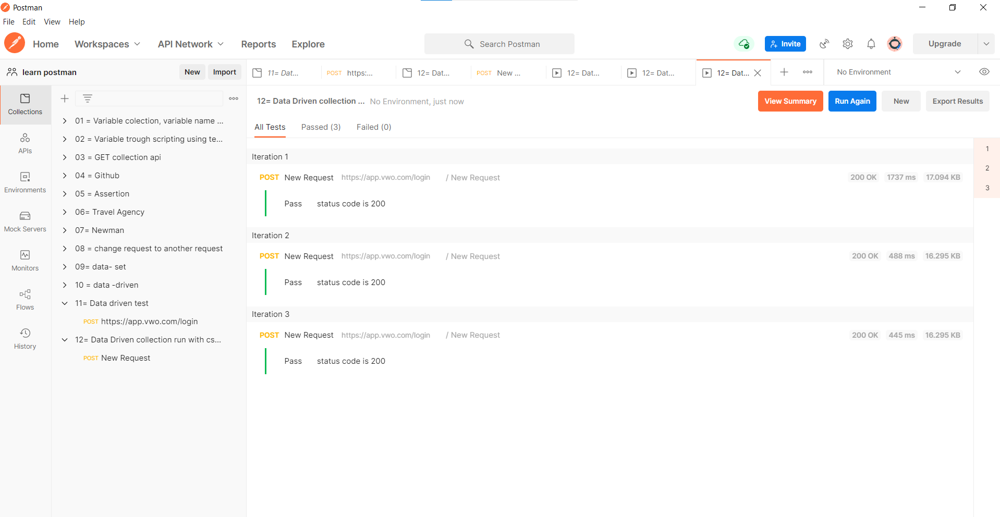 Postman
File Edit View Help
Home Workspaces API Network Reports Explore Search Postman Invite Upgrade
learn postman New Import
11= Dat... POST https:... 12= Dat... POST New ... 12= Dat... 12= Dat... 12= Dat... No Environment
Collections
APIs
Environments
Mock Servers
Monitors
Flows
History
01 = Variable colection, variable name ...
02 = Variable trough scripting using te...
03 = GET collection api
04 = Github
05 = Assertion
06= Travel Agency
07= Newman
08 = change request to another request
09= data- set
10 = data -driven
11= Data driven test
POST https://app.vwo.com/login
12= Data Driven collection run with cs...
POST New Request
12= Data Driven collection ... No Environment, just now View Summary Run Again New Export Results
All Tests Passed (3) Failed (0)
Iteration 1
POST New Request https://app.vwo.com/login / New Request 200 OK 1737 ms 17.094 KB
Pass status code is 200
Iteration 2
POST New Request https://app.vwo.com/login / New Request 200 OK 488 ms 16.295 KB
Pass status code is 200
Iteration 3
POST New Request https://app.vwo.com/login / New Request 200 OK 445 ms 16.295 KB
Pass status code is 200
1
2
3